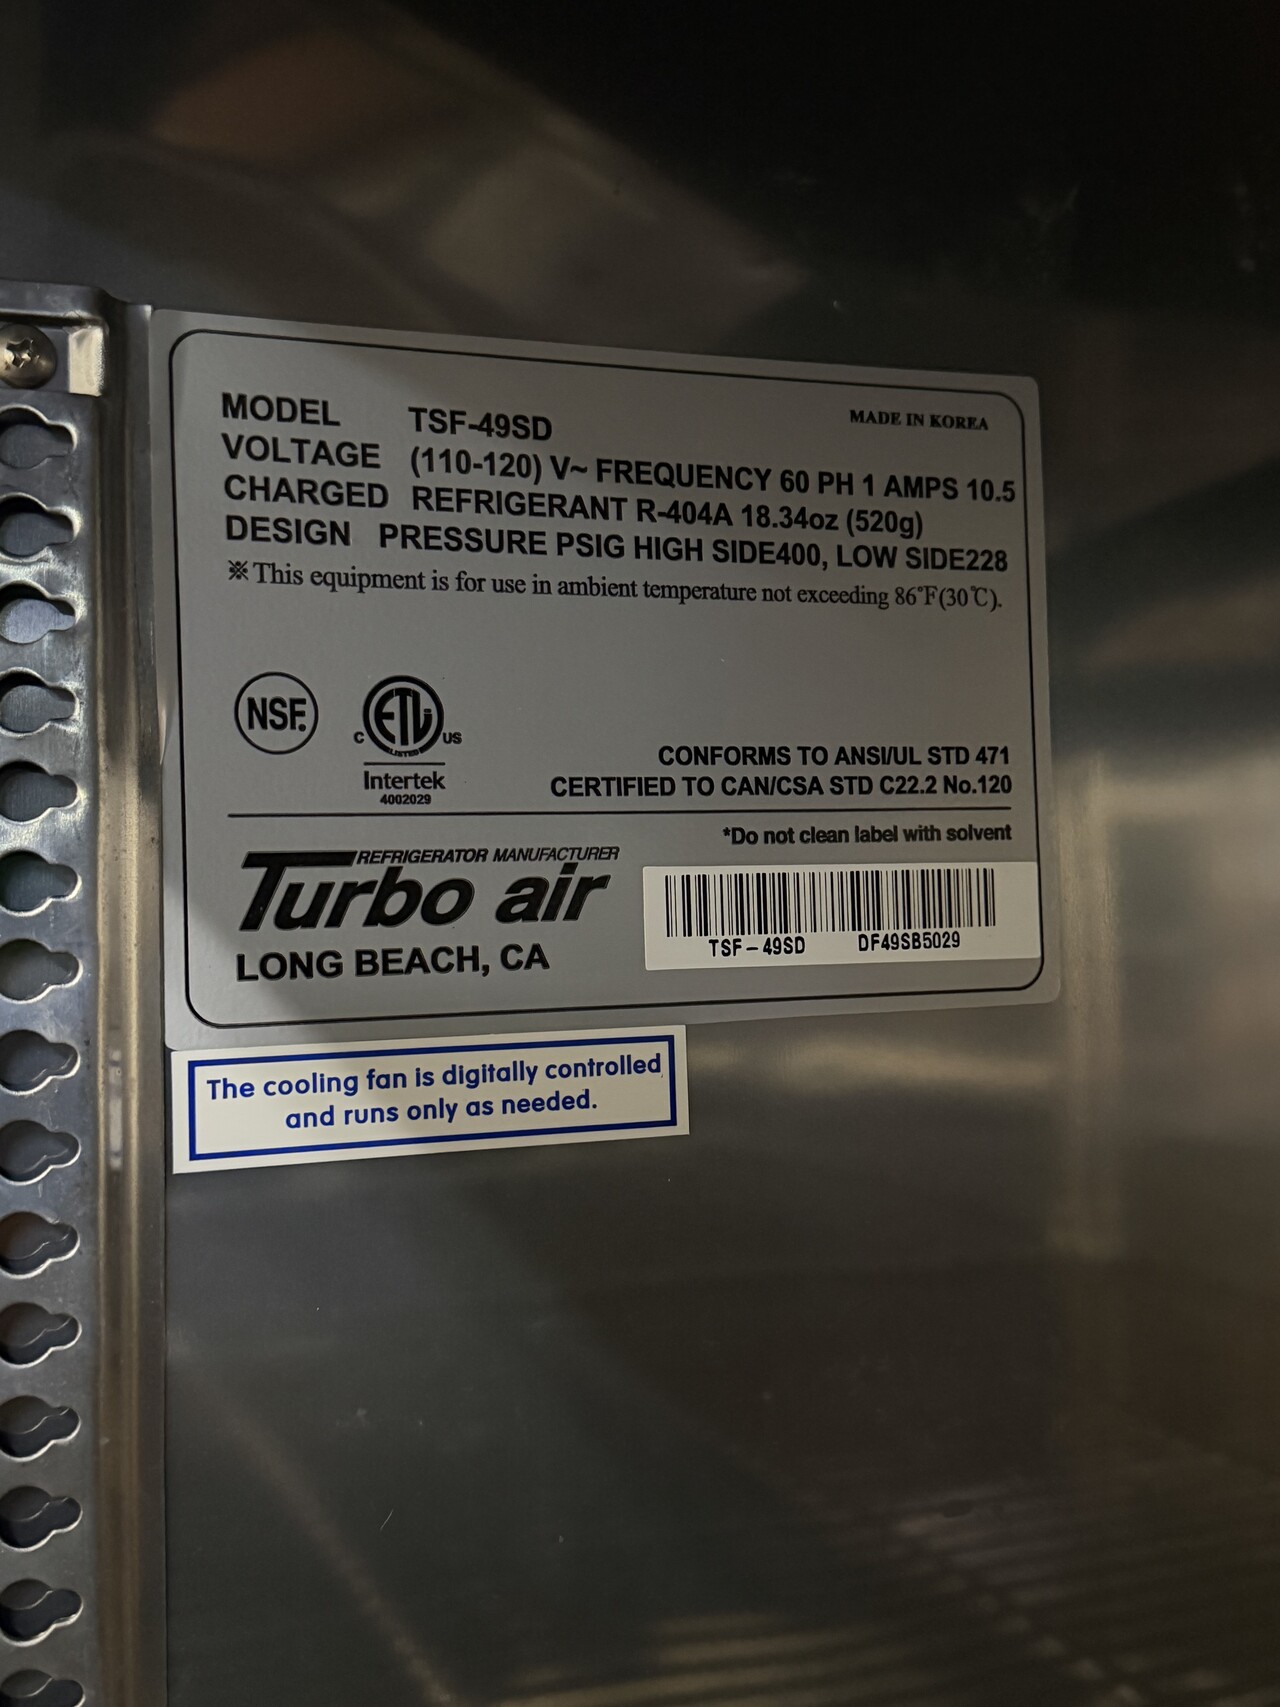 MODEL TSF-49SD MADE IN KOREA
VOLTAGE (110-120) V~ FREQUENCY 60 PH 1 AMPS 10.5
CHARGED REFRIGERANT R-404A 18.34oz (520g)
DESIGN PRESSURE PSIG HIGH SIDE400, LOW SIDE228
※This equipment is for use in ambient temperature not exceeding 86°F(30℃).
NSF.
C ETL US
LISTED
Intertek
4002029
CONFORMS TO ANSI/UL STD 471
CERTIFIED TO CAN/CSA STD C22.2 No.120
*Do not clean label with solvent
REFRIGERATOR MANUFACTURER
Turbo air
LONG BEACH, CA
TSF-49SD DF49SB5029
The cooling fan is digitally controlled
and runs only as needed.